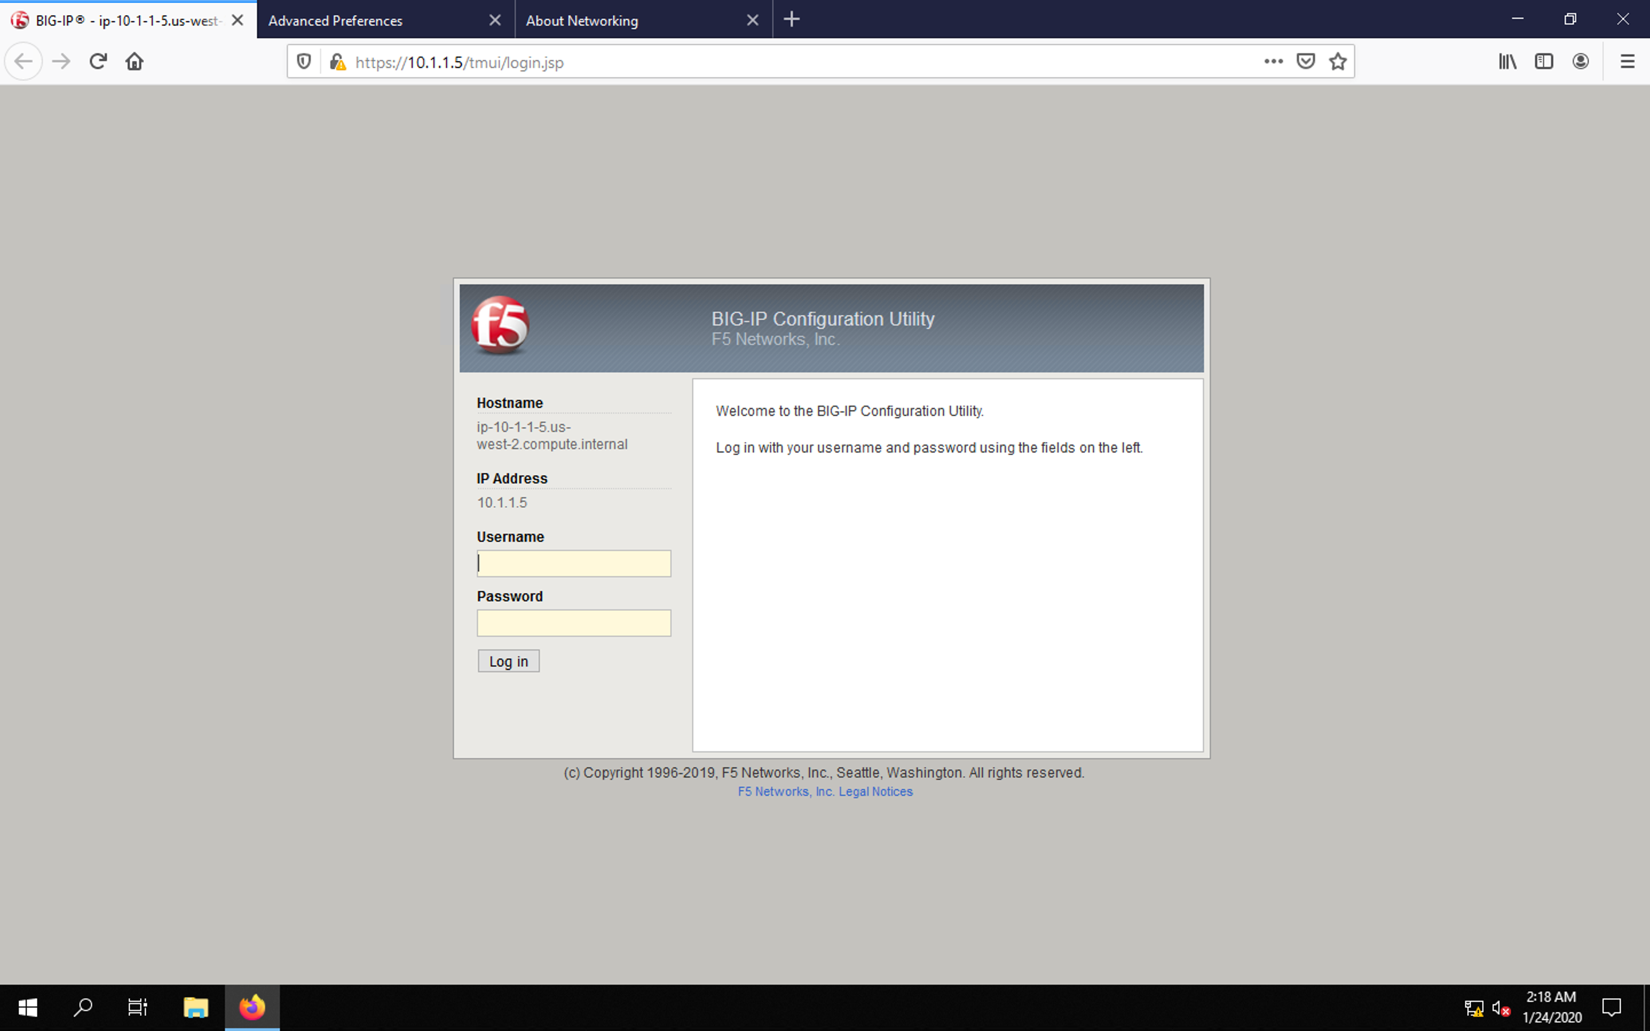 BIG-IP® - ip-10-1-1-5.us-west-
Advanced Preferences
About Networking
https://10.1.1.5/tmui/login.jsp
f5
BIG-IP Configuration Utility
F5 Networks, Inc.
Hostname
ip-10-1-1-5.us-
west-2.compute.internal
IP Address
10.1.1.5
Username
Password
Log in
Welcome to the BIG-IP Configuration Utility.
Log in with your username and password using the fields on the left.
(c) Copyright 1996-2019, F5 Networks, Inc., Seattle, Washington. All rights reserved.
F5 Networks, Inc. Legal Notices
2:18 AM
1/24/2020